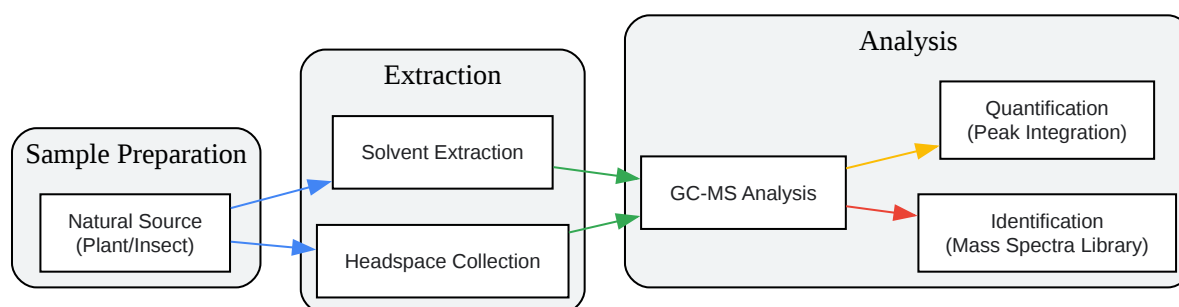 Sample Preparation
Natural Source
(Plant/Insect)
Extraction
Solvent Extraction
Headspace Collection
Analysis
GC-MS Analysis
Quantification
(Peak Integration)
Identification
(Mass Spectra Library)